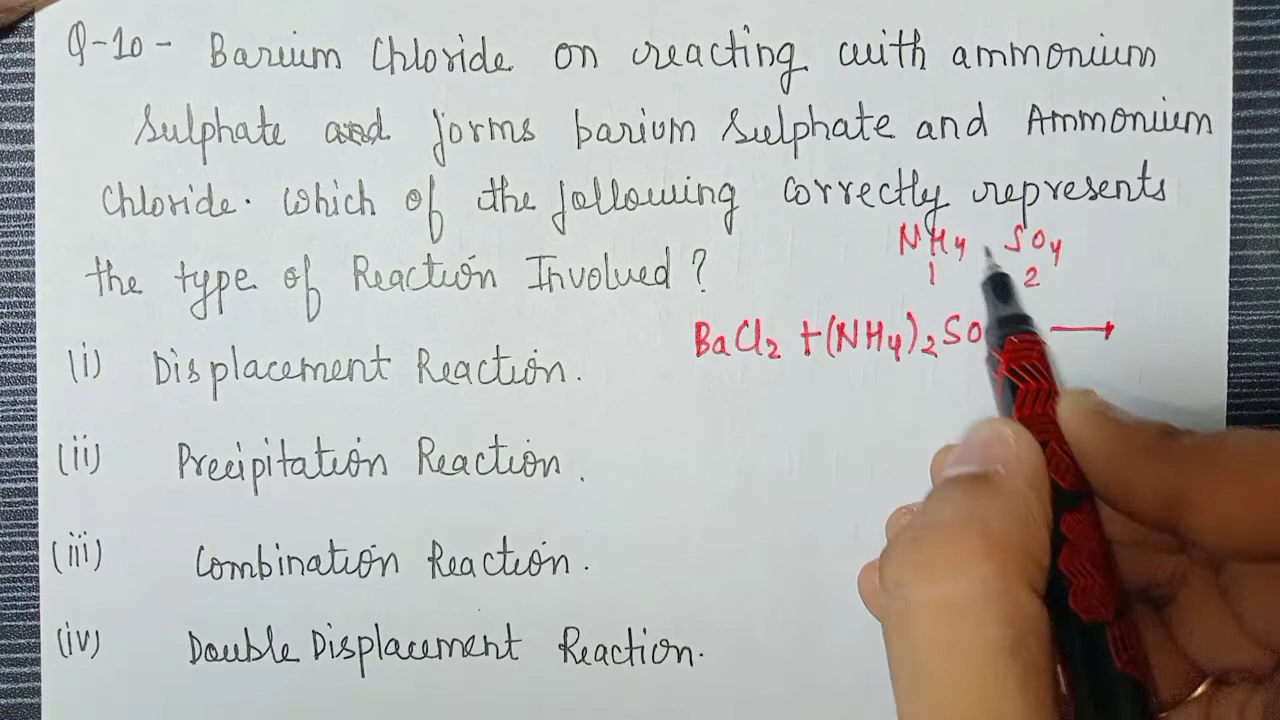 Q-10 - Barium Chloride on reacting with ammonium
Sulphate and forms barium Sulphate and Ammonium
Chloride. Which of the following correctly represents
the type of Reaction Involved?
NH4 SO4
1 2
BaCl2 + (NH4)2SO →
(i) Displacement Reaction.
(ii) Precipitation Reaction.
(iii) Combination Reaction.
(iv) Double Displacement Reaction.